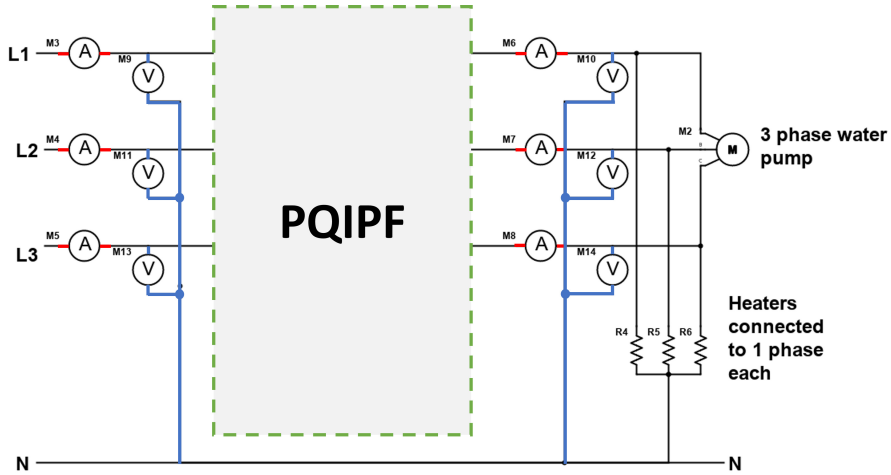 M3
A
M6
A
L1
M9
V
M10
V
M4
A
M7
A
M2
A
B
C
M
3 phase water
pump
L2
M11
V
M12
V
PQIPF
M5
A
M8
A
L3
M13
V
M14
V
R4
R5
R6
Heaters
connected
to 1 phase
each
N
N